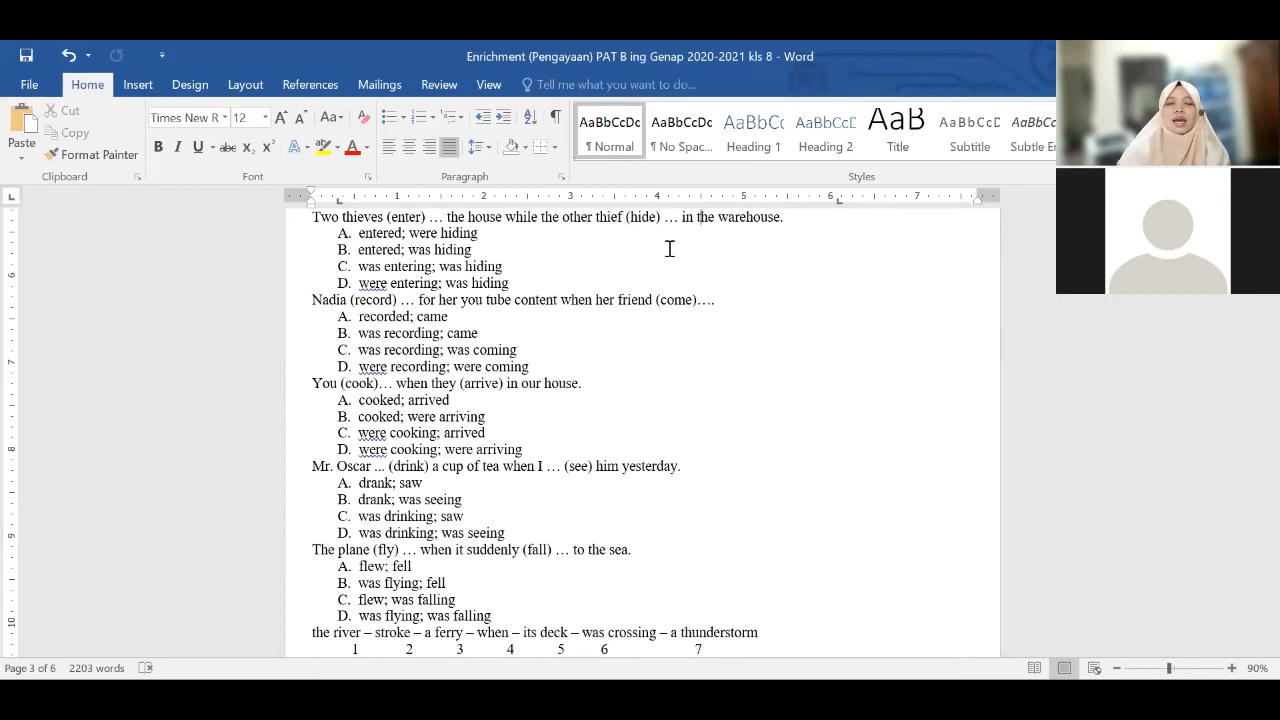 Enrichment (Pengayaan) PAT B ing Genap 2020-2021 kls 8 - Word
File Home Insert Design Layout References Mailings Review View Tell me what you want to do...
Paste
Cut
Copy
Format Painter
Clipboard
Times New R 12
Font
Paragraph
AaBbCcDc AaBbCcDc AaBbCc AaBbCcD AaB AaBbCcD AaBbCcD
¶ Normal ¶ No Spac... Heading 1 Heading 2 Title Subtitle Subtle En
Styles
1 2 3 4 5 6 7
Two thieves (enter) … the house while the other thief (hide) … in the warehouse.
A. entered; were hiding
B. entered; was hiding
C. was entering; was hiding
D. were entering; was hiding
Nadia (record) … for her you tube content when her friend (come)….
A. recorded; came
B. was recording; came
C. was recording; was coming
D. were recording; were coming
You (cook)… when they (arrive) in our house.
A. cooked; arrived
B. cooked; were arriving
C. were cooking; arrived
D. were cooking; were arriving
Mr. Oscar ... (drink) a cup of tea when I … (see) him yesterday.
A. drank; saw
B. drank; was seeing
C. was drinking; saw
D. was drinking; was seeing
The plane (fly) … when it suddenly (fall) … to the sea.
A. flew; fell
B. was flying; fell
C. flew; was falling
D. was flying; was falling
the river – stroke – a ferry – when – its deck – was crossing – a thunderstorm
1 2 3 4 5 6 7
Page 3 of 6 2203 words 90%